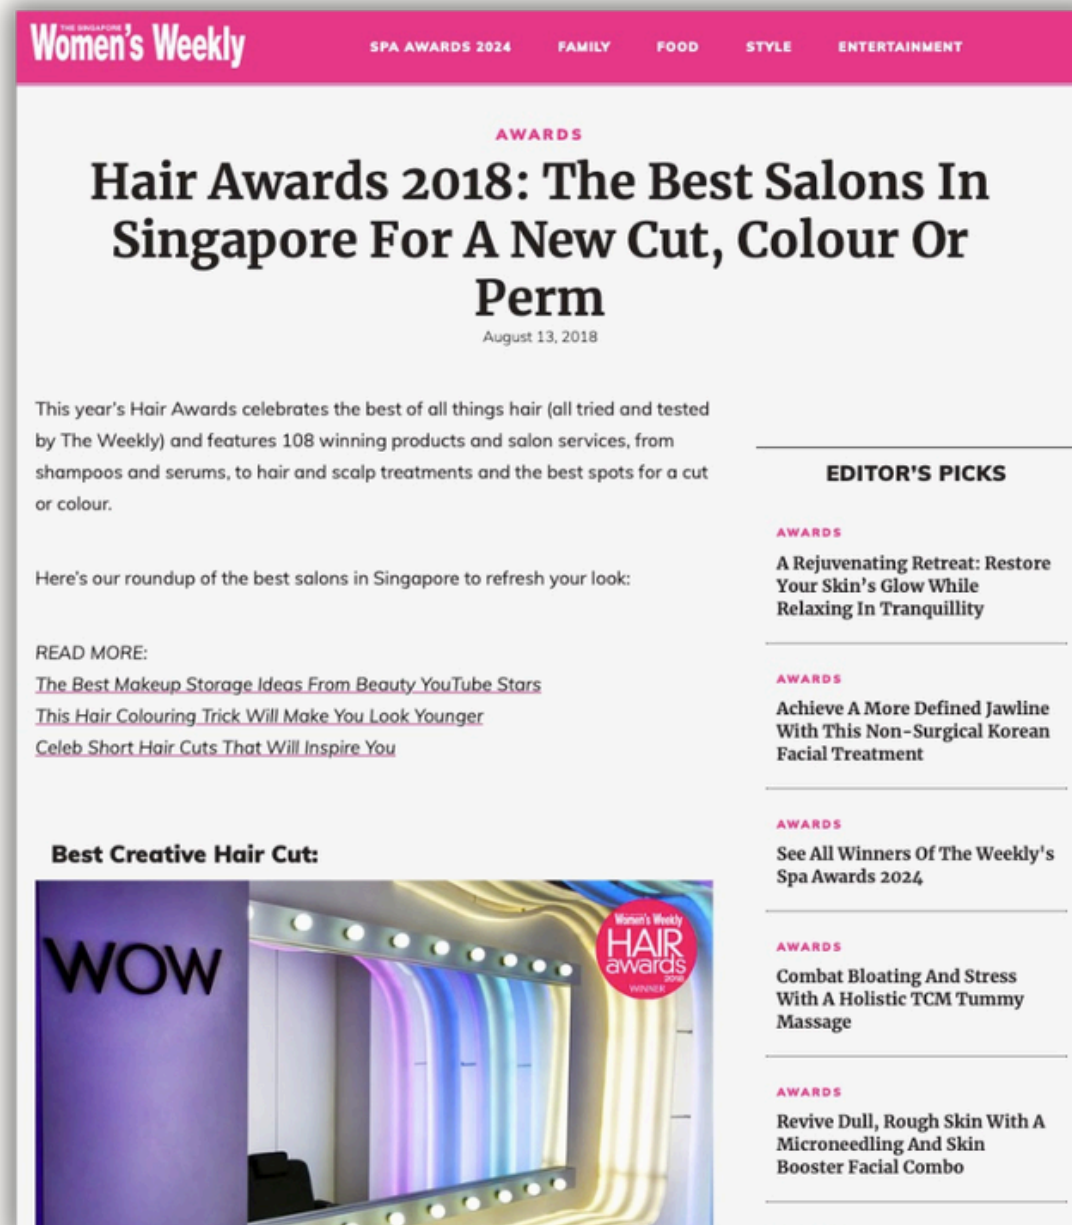 THE SINGAPORE
Women's Weekly
SPA AWARDS 2024
FAMILY
FOOD
STYLE
ENTERTAINMENT
AWARDS
Hair Awards 2018: The Best Salons In
Singapore For A New Cut, Colour Or
Perm
August 13, 2018
This year's Hair Awards celebrates the best of all things hair (all tried and tested
by The Weekly) and features 108 winning products and salon services, from
shampoos and serums, to hair and scalp treatments and the best spots for a cut
or colour.
Here's our roundup of the best salons in Singapore to refresh your look:
READ MORE:
The Best Makeup Storage Ideas From Beauty YouTube Stars
This Hair Colouring Trick Will Make You Look Younger
Celeb Short Hair Cuts That Will Inspire You
Best Creative Hair Cut:
WOW
Women's Weekly
HAIR
awards
2018
WINNER
EDITOR'S PICKS
AWARDS
A Rejuvenating Retreat: Restore
Your Skin's Glow While
Relaxing In Tranquillity
AWARDS
Achieve A More Defined Jawline
With This Non-Surgical Korean
Facial Treatment
AWARDS
See All Winners Of The Weekly's
Spa Awards 2024
AWARDS
Combat Bloating And Stress
With A Holistic TCM Tummy
Massage
AWARDS
Revive Dull, Rough Skin With A
Microneedling And Skin
Booster Facial Combo